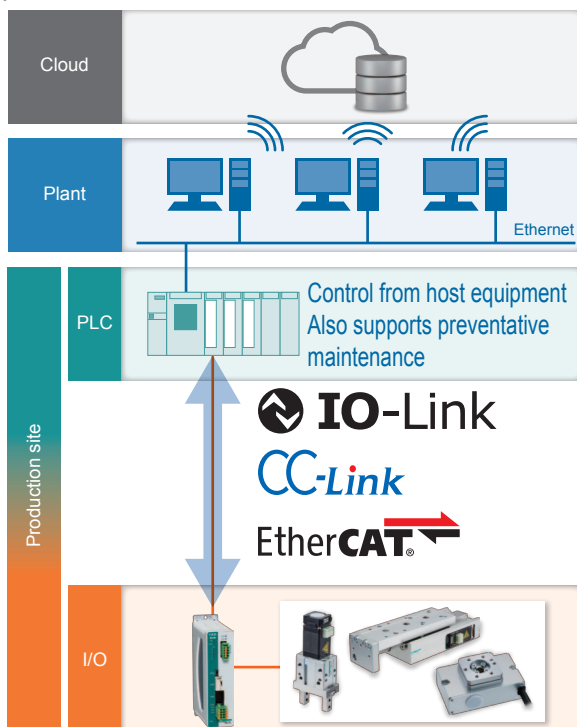 Cloud
Plant
Ethernet
Production site
PLC
Control from host equipment
Also supports preventative
maintenance
IO-Link
CC-Link
EtherCAT®
I/O